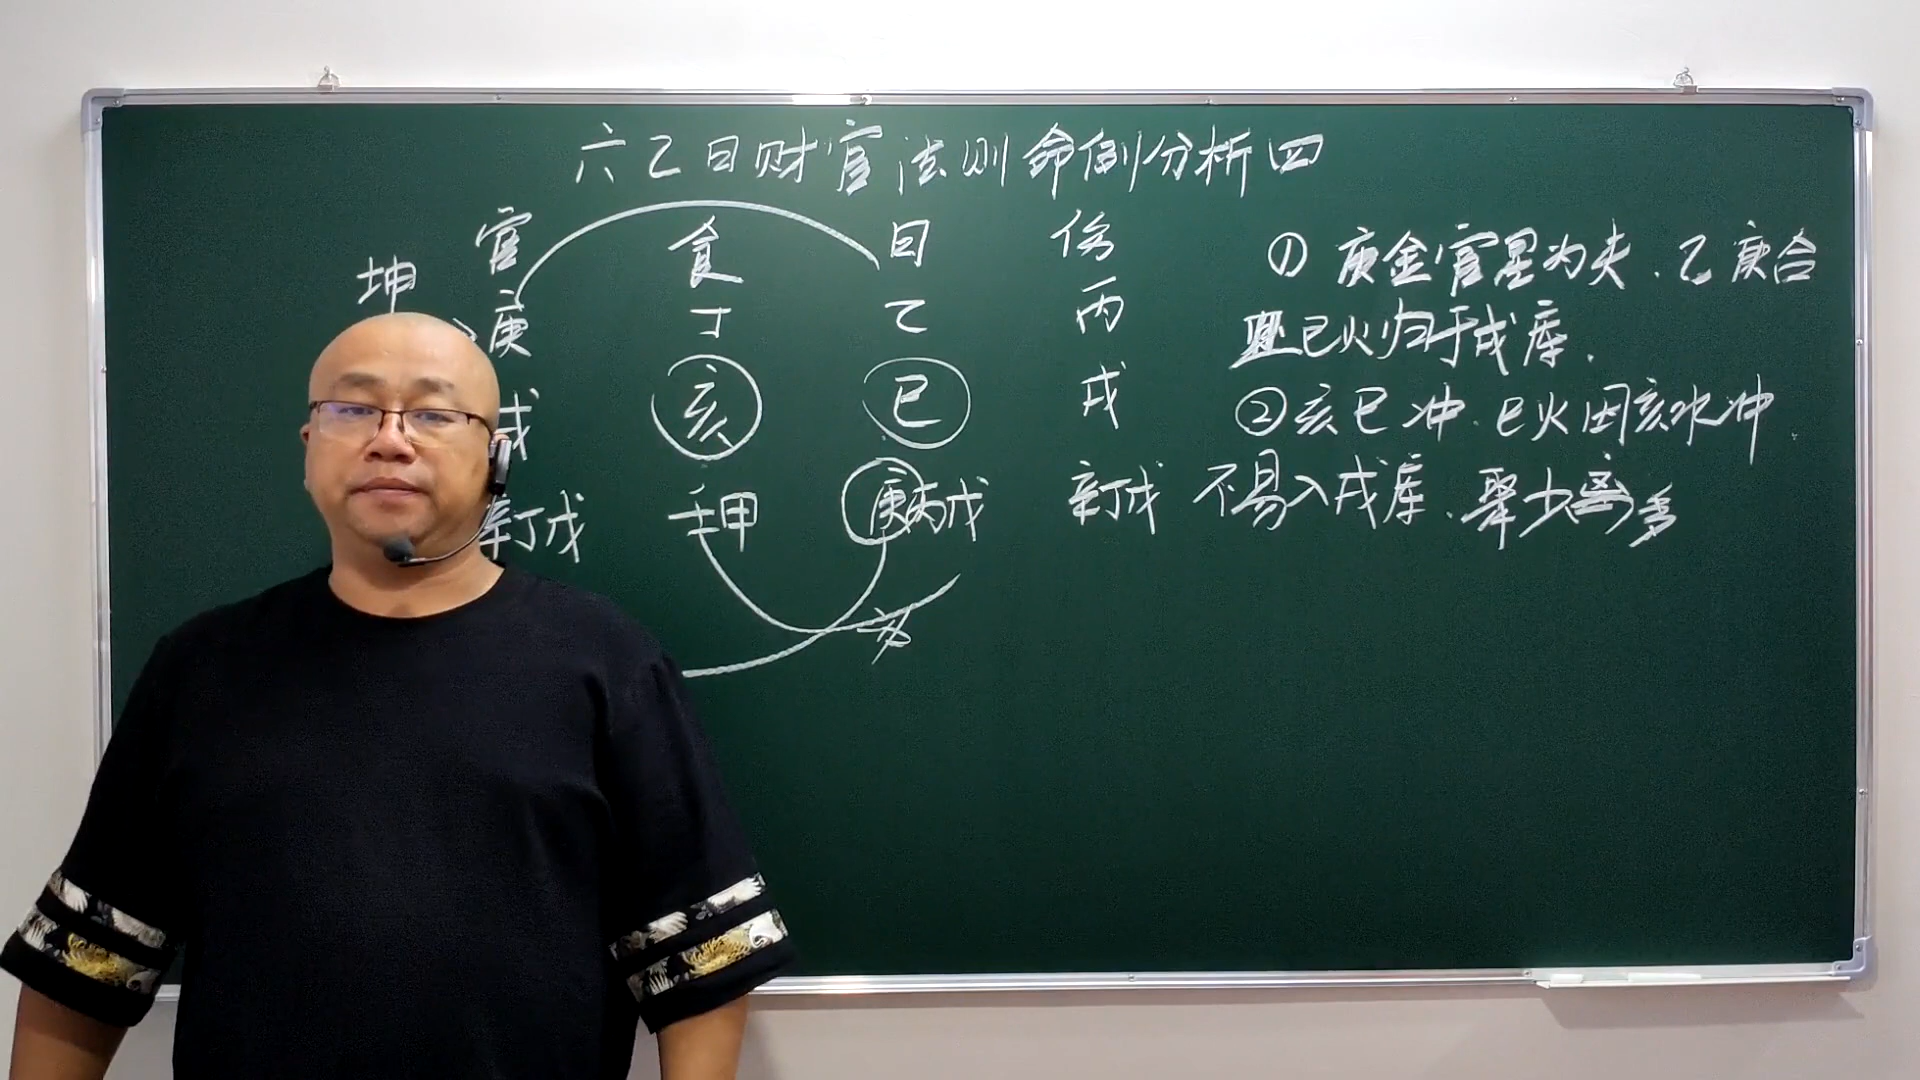 六乙日财官法则命例分析四
官 食 日 伤
坤 庚 丁 乙 丙
戌 亥 巳 戌
辛丁戊 壬甲 庚丙戊 辛丁戊
① 庚金官星为夫.乙庚合
且巳火归于戌库.
②亥巳冲.巳火因亥水冲
不易入戌库.聚少离多